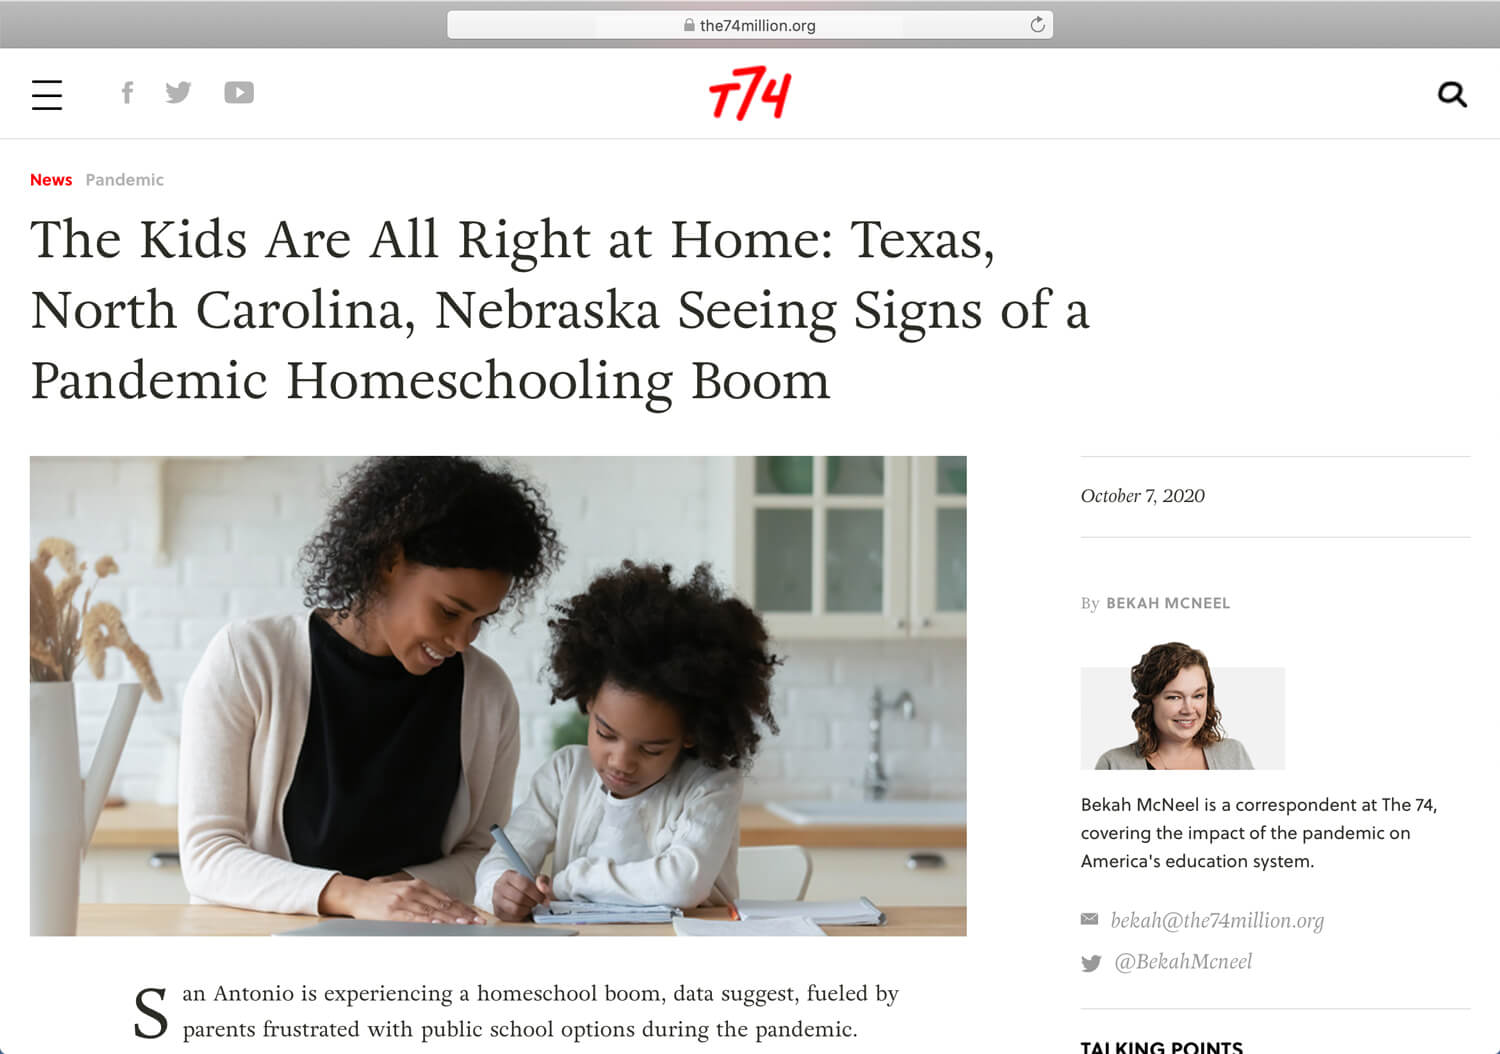 the74million.org
T74
News Pandemic
The Kids Are All Right at Home: Texas,
North Carolina, Nebraska Seeing Signs of a
Pandemic Homeschooling Boom
October 7, 2020
By BEKAH MCNEEL
Bekah McNeel is a correspondent at The 74,
covering the impact of the pandemic on
America's education system.
bekah@the74million.org
@BekahMcneel
TALKING POINTS
San Antonio is experiencing a homeschool boom, data suggest, fueled by
parents frustrated with public school options during the pandemic.